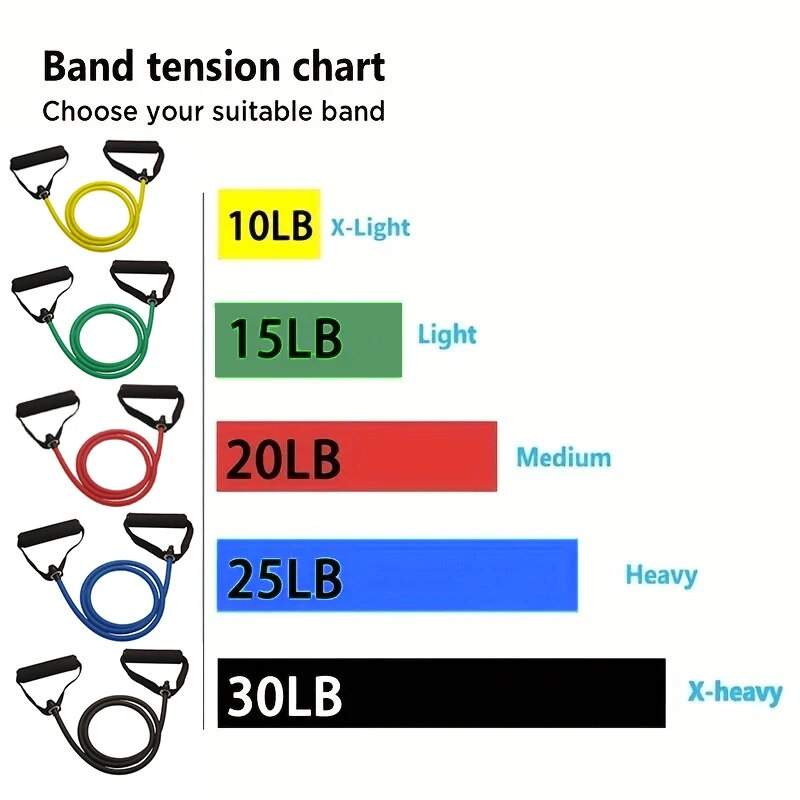 Band tension chart
Choose your suitable band
10LB X-Light
15LB Light
20LB Medium
25LB Heavy
30LB X-heavy